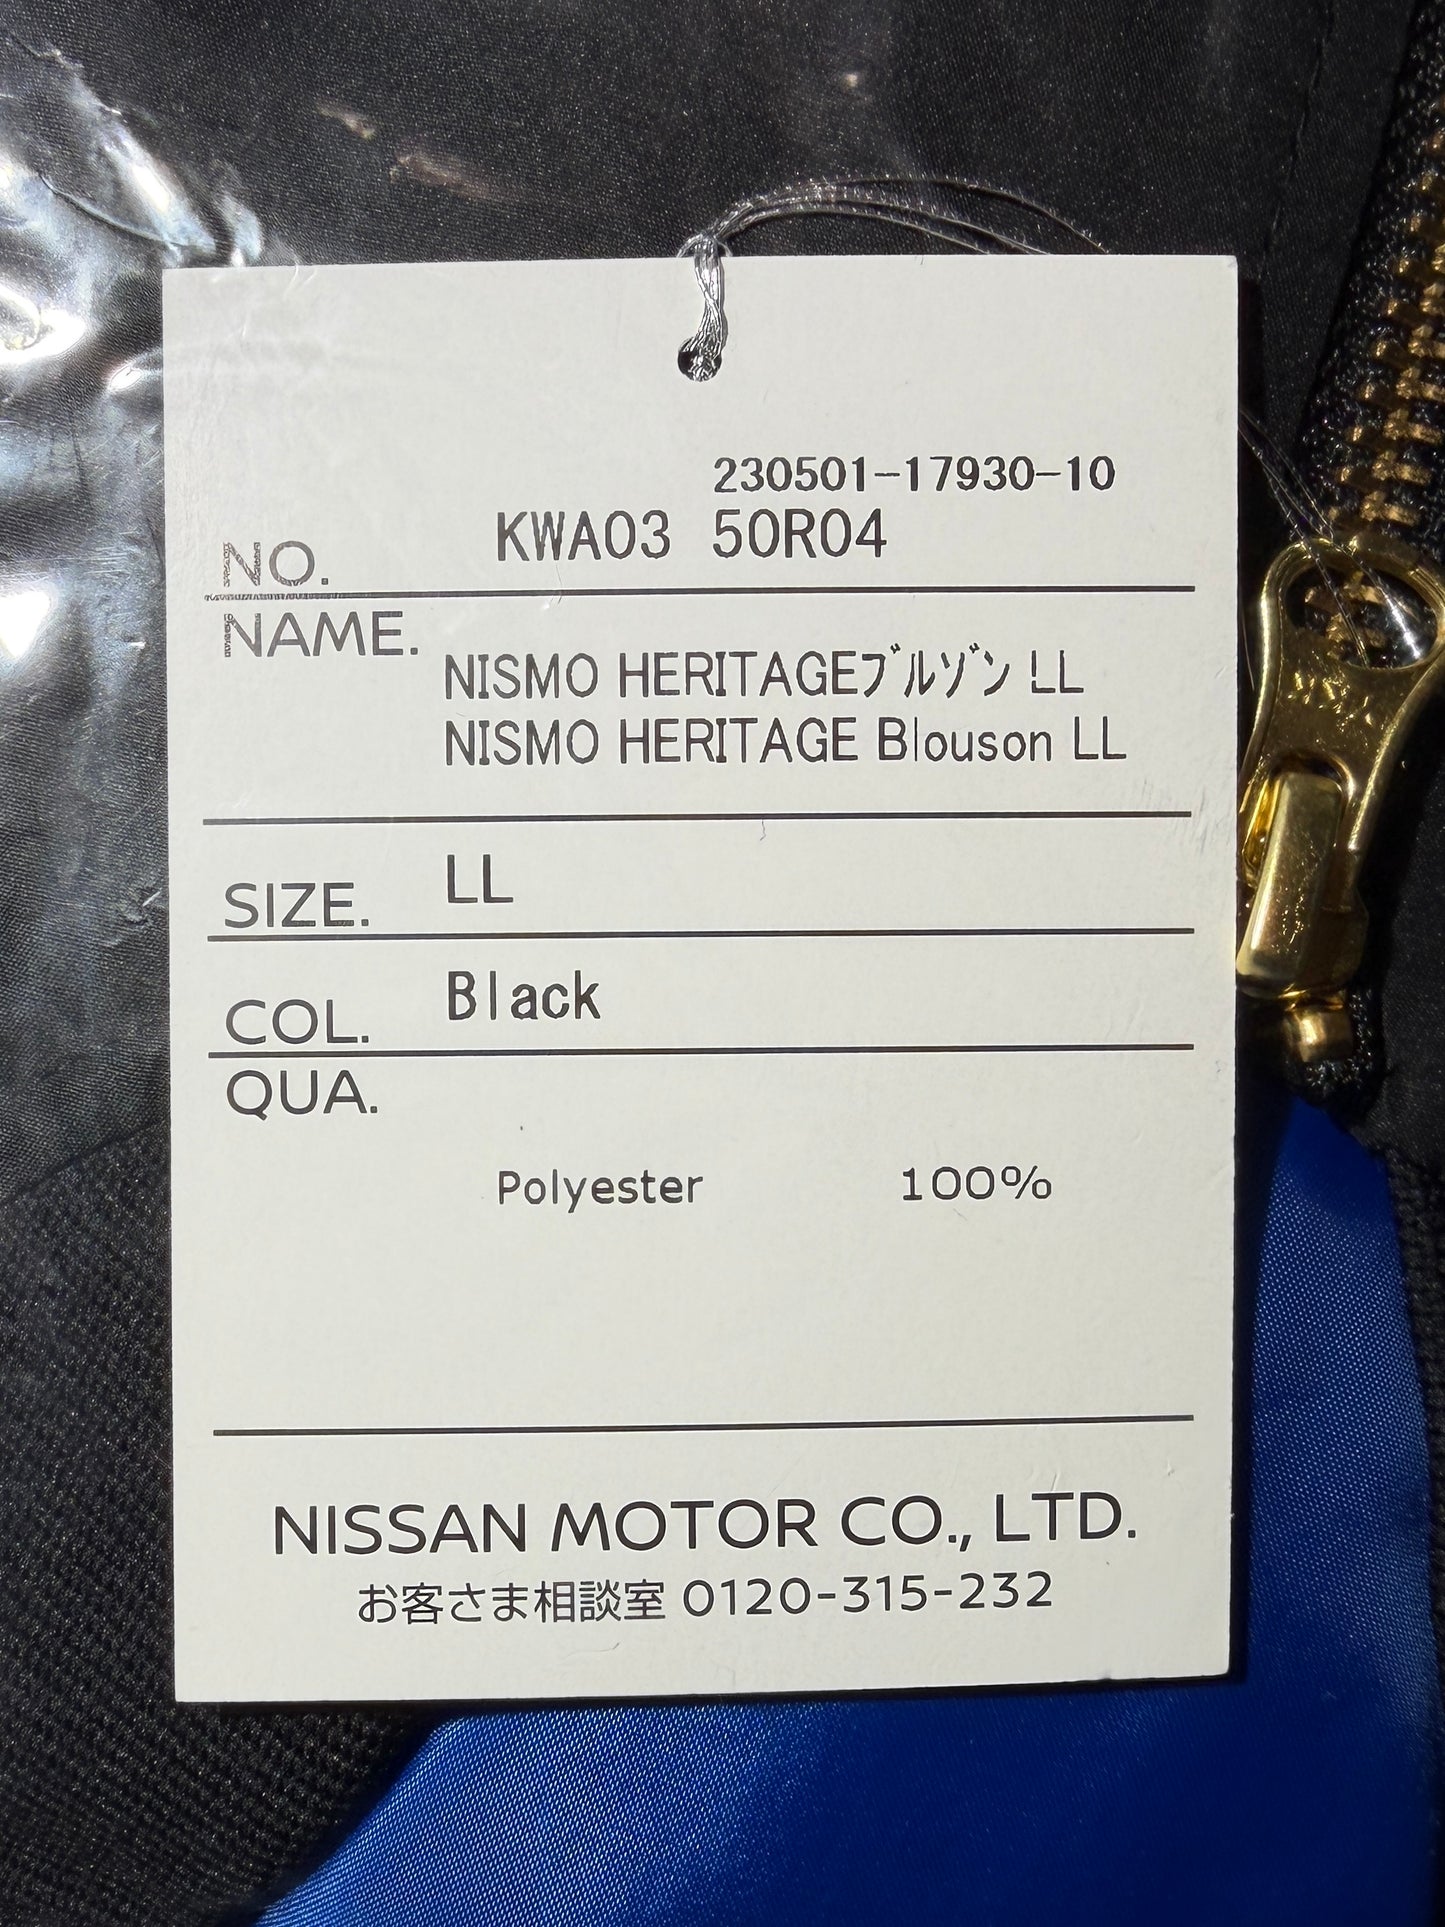 230501-17930-10
NO. KWA03 50R04
NAME.
NISMO HERITAGEブルゾン LL
NISMO HERITAGE Blouson LL
SIZE. LL
COL. Black
QUA.
Polyester 100%
NISSAN MOTOR CO., LTD.
お客さま相談室 0120-315-232